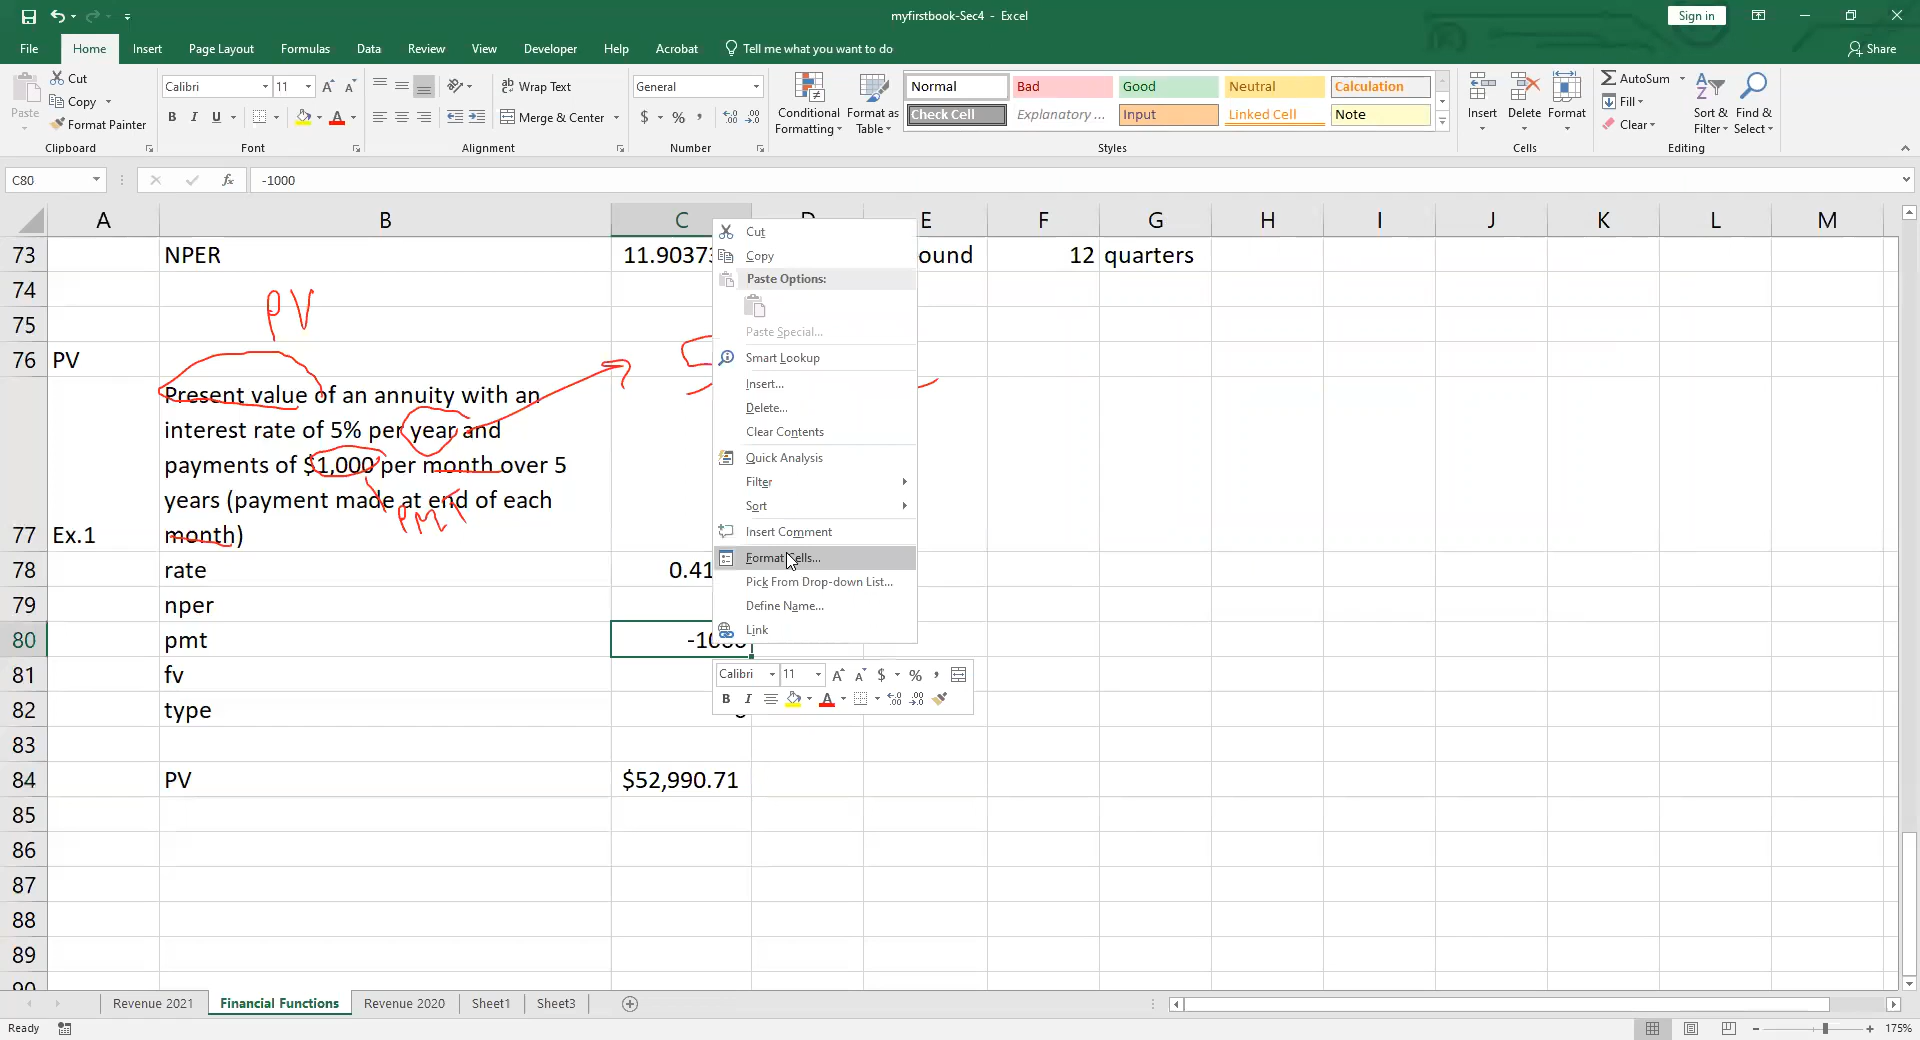 myfirstbook-Sec4 - Excel
Sign in
File Home Insert Page Layout Formulas Data Review View Developer Help Acrobat Tell me what you want to do
Share
Paste
Cut
Copy
Format Painter
Clipboard
Calibri 11
B I U
Font
Wrap Text
Merge & Center
Alignment
General
$ % ,
Number
Conditional Formatting
Format as Table
Normal Bad Good Neutral Calculation
Check Cell Explanatory ... Input Linked Cell Note
Styles
Insert Delete Format
Cells
AutoSum
Fill
Clear
Sort & Filter
Find & Select
Editing
C80 fx -1000
A B C D E F G H I J K L M
73 NPER 11.90373 ound 12 quarters
74
PV
75
76 PV 5
Present value of an annuity with an
interest rate of 5% per year and
payments of $1,000 per month over 5
years (payment made at end of each
PMT
77 Ex.1 month)
78 rate 0.41
79 nper
80 pmt -1000
81 fv
82 type 0
83
84 PV $52,990.71
85
86
87
88
89
90
Cut
Copy
Paste Options:
Paste Special...
Smart Lookup
Insert...
Delete...
Clear Contents
Quick Analysis
Filter
Sort
Insert Comment
Format Cells...
Pick From Drop-down List...
Define Name...
Link
Calibri 11 $ % ,
B I A
Revenue 2021 Financial Functions Revenue 2020 Sheet1 Sheet3
Ready
175%